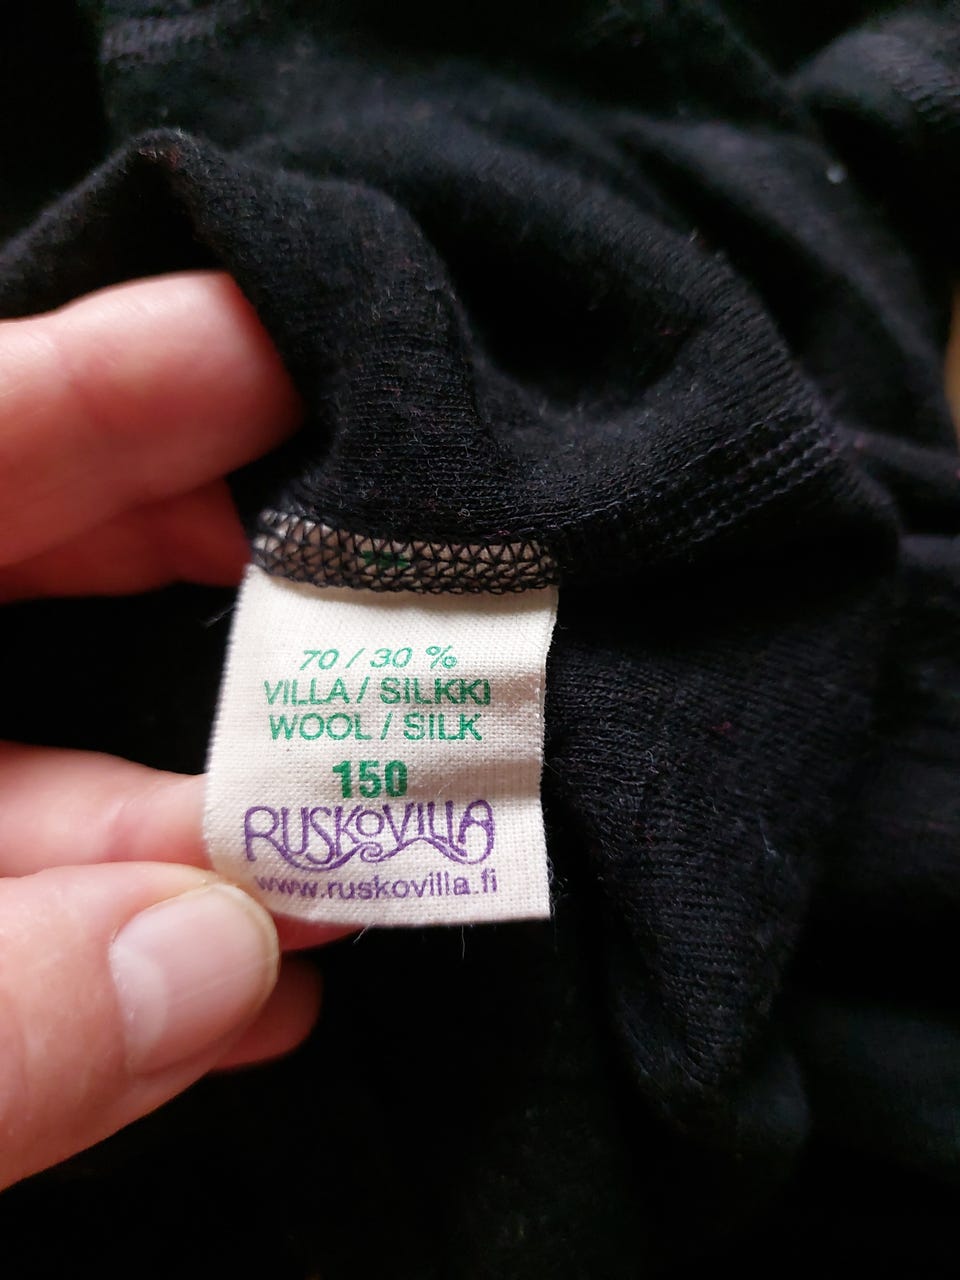 70 / 30 %
VILLA / SILKKI
WOOL / SILK
150
RUSKOVILLA
www.ruskovilla.fi